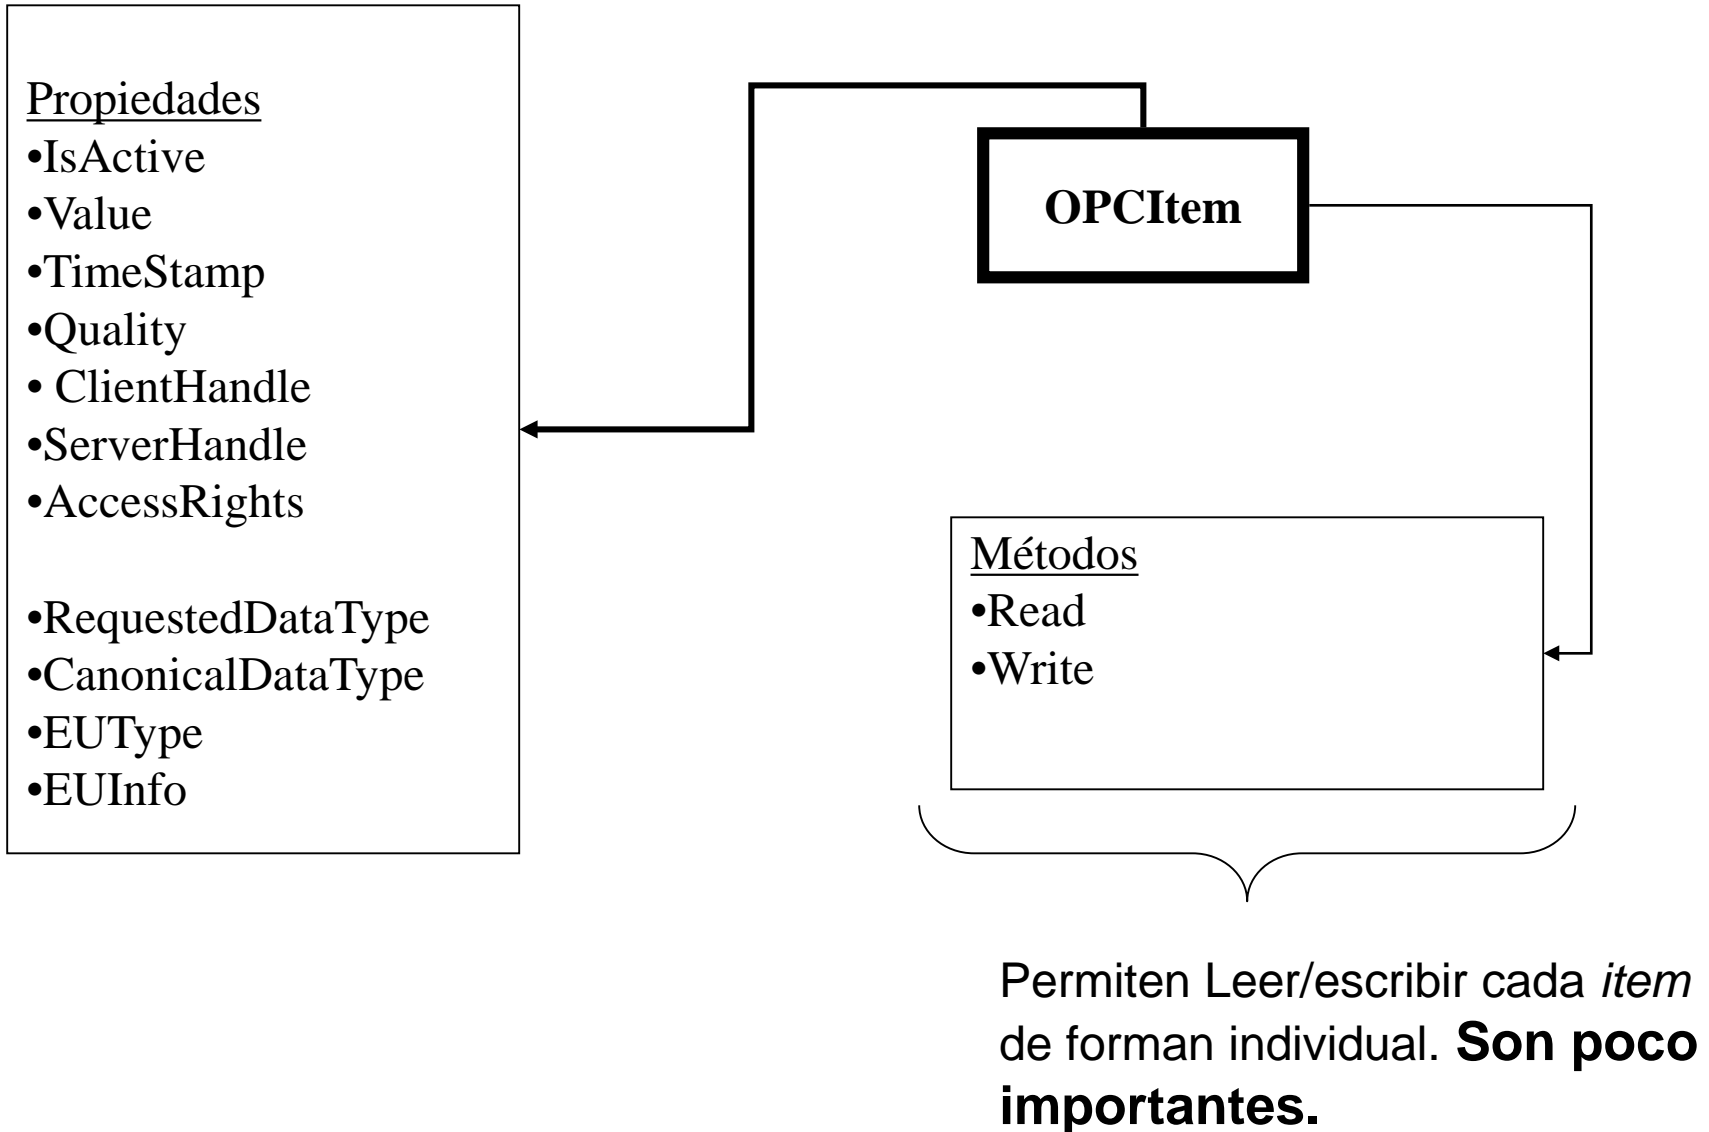 Propiedades
•IsActive
•Value
•TimeStamp
•Quality
• ClientHandle
•ServerHandle
•AccessRights
•RequestedDataType
•CanonicalDataType
•EUType
•EUInfo
OPCItem
Métodos
•Read
•Write
Permiten Leer/escribir cada item
de forman individual. Son poco
importantes.